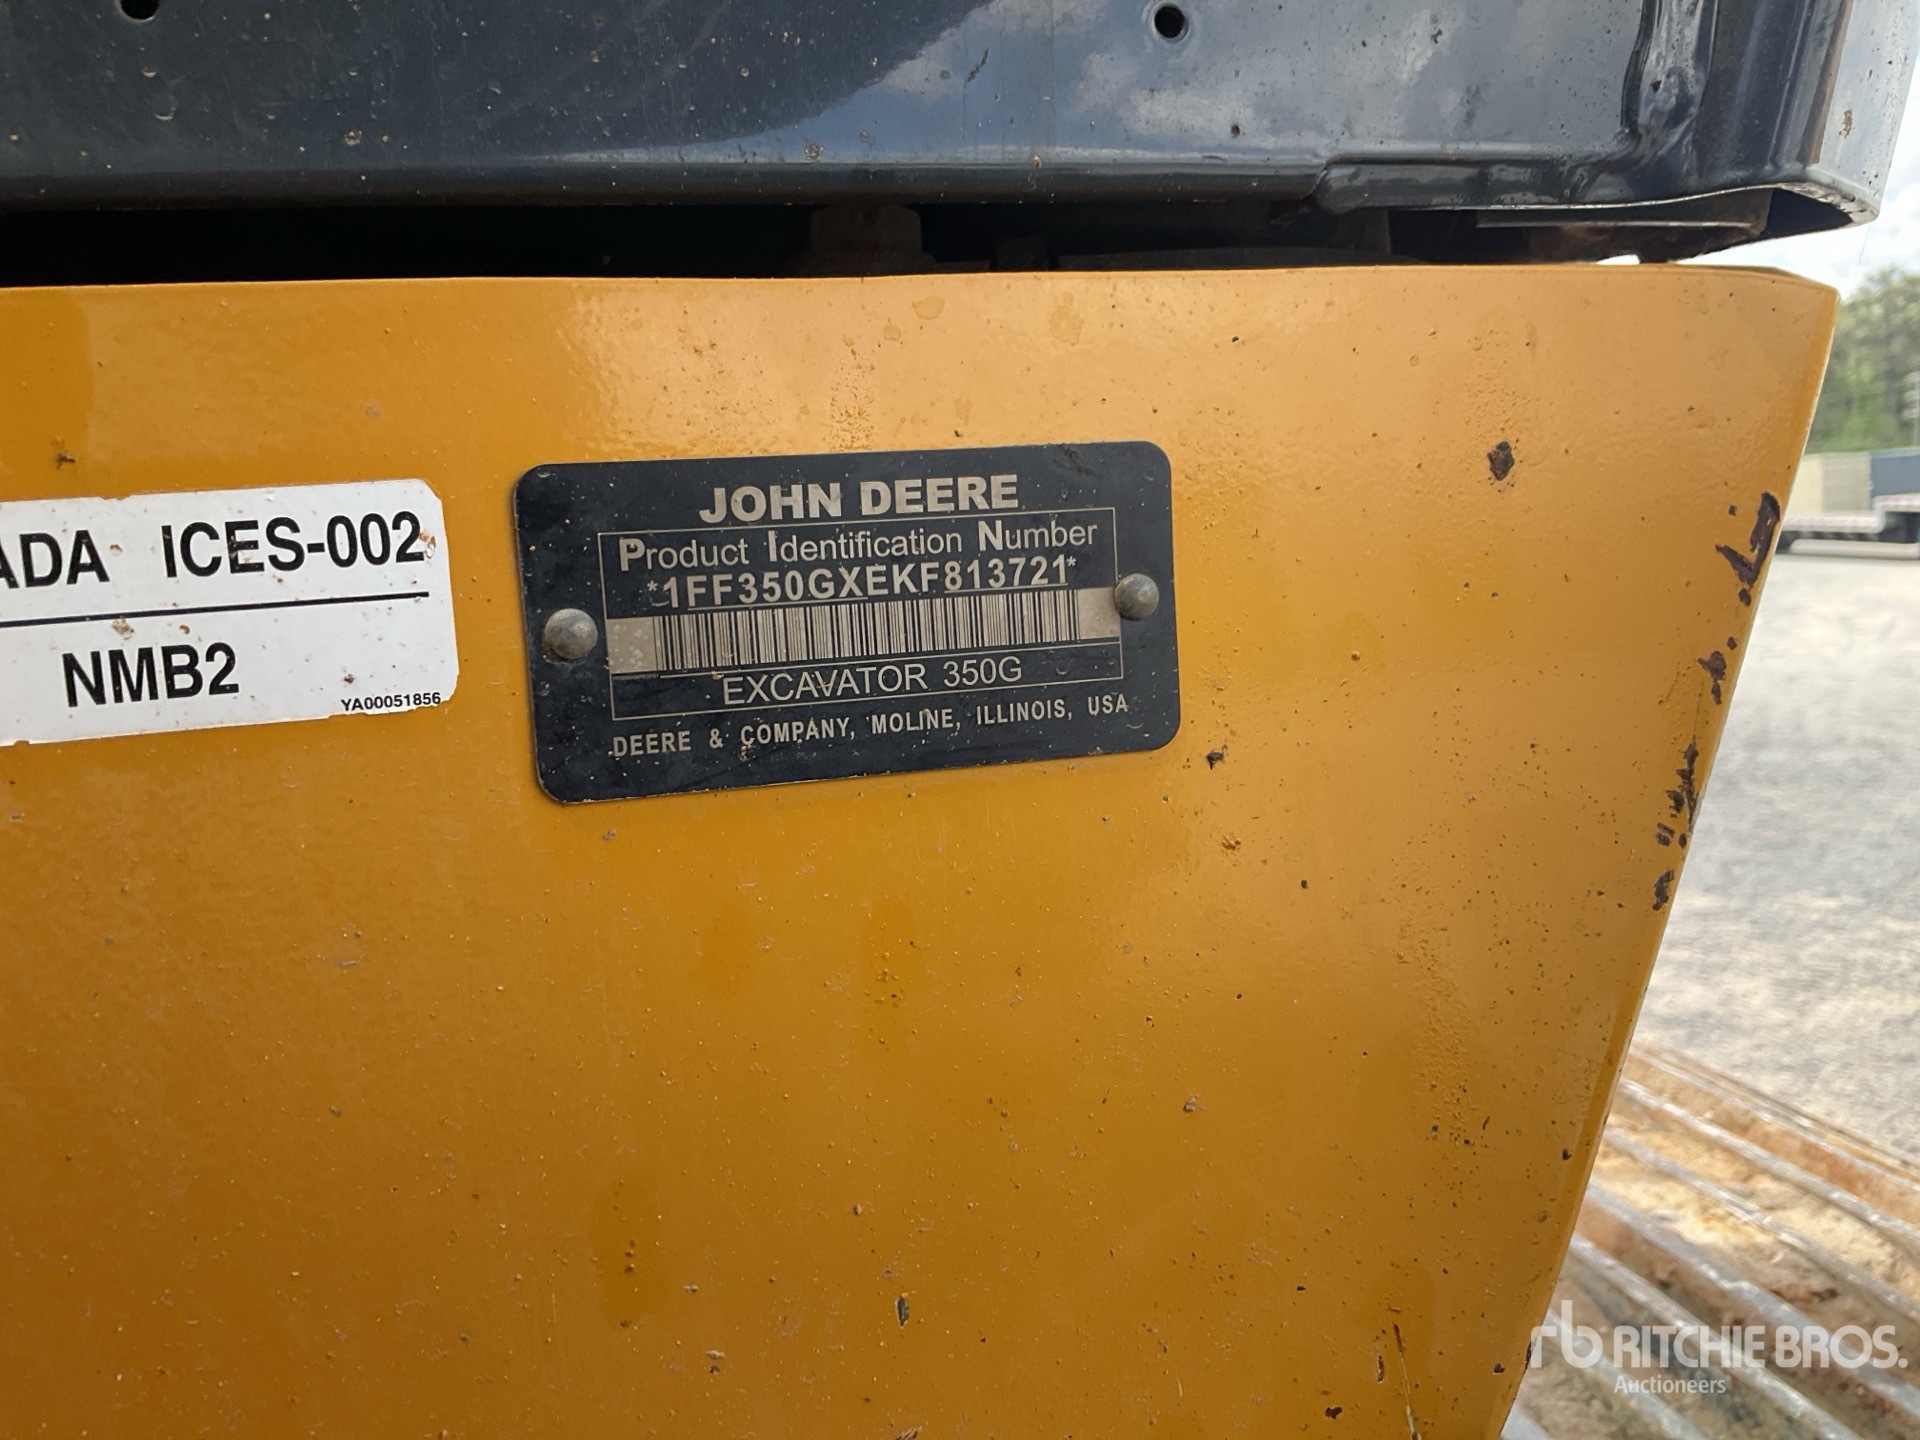 ADA ICES-002
NMB2
YA00051856
JOHN DEERE
Product Identification Number
*1FF350GXEKF813721*
EXCAVATOR 350G
DEERE & COMPANY, MOLINE, ILLINOIS, USA
rb RITCHIE BROS.
Auctioneers